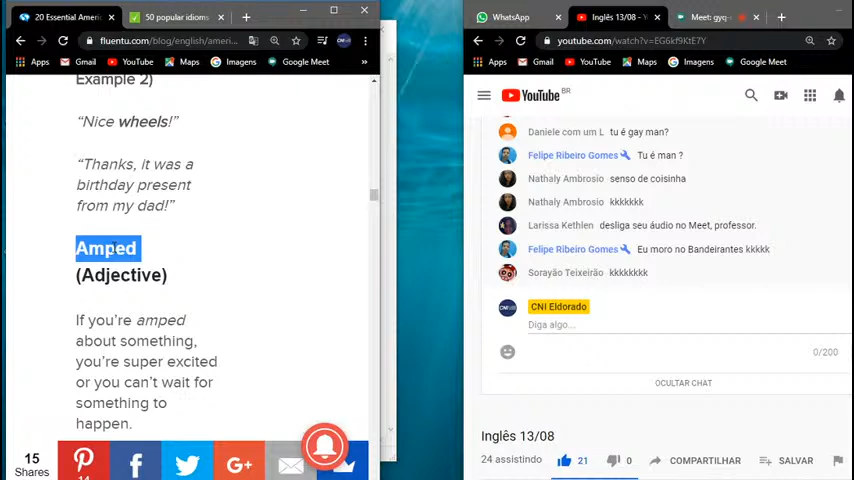 20 Essential Ameri
50 popular idioms
fluentu.com/blog/english/ameri...
Apps Gmail YouTube Maps Imagens Google Meet »
Example 2)
“Nice wheels!”
“Thanks, it was a
birthday present
from my dad!”
Amped
(Adjective)
If you’re amped
about something,
you’re super excited
or you can’t wait for
something to
happen.
15
Shares
14
G+
WhatsApp
Inglês 13/08 - Y
Meet: gyq-
youtube.com/watch?v=EG6kf9KtE7Y
Apps Gmail YouTube Maps Imagens Google Meet
YouTube BR
Daniele com um L tu é gay man?
Felipe Ribeiro Gomes Tu é man ?
Nathaly Ambrosio senso de coisinha
Nathaly Ambrosio kkkkkkk
Larissa Kethlen desliga seu áudio no Meet, professor.
Felipe Ribeiro Gomes Eu moro no Bandeirantes kkkkk
Sorayão Teixeirão kkkkkkkk
CNI Eldorado
Diga algo...
0/200
OCULTAR CHAT
Inglês 13/08
24 assistindo 21 0 COMPARTILHAR SALVAR